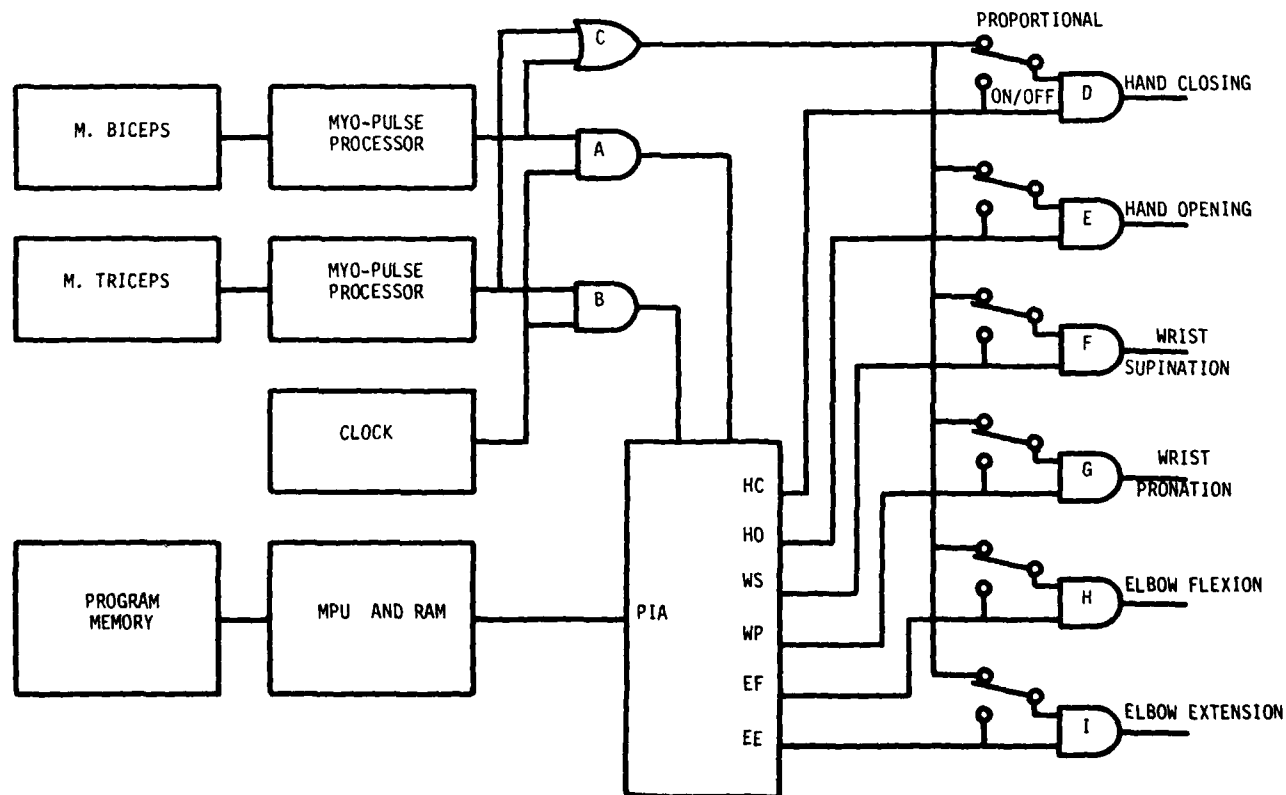 PROPORTIONAL
C
ON/OFF
D
HAND CLOSING
M. BICEPS
MYO-PULSE
PROCESSOR
A
E
HAND OPENING
M. TRICEPS
MYO-PULSE
PROCESSOR
B
F
WRIST
SUPINATION
CLOCK
G
WRIST
PRONATION
PROGRAM
MEMORY
MPU AND RAM
PIA
HC
HO
WS
WP
EF
EE
H
ELBOW FLEXION
I
ELBOW EXTENSION